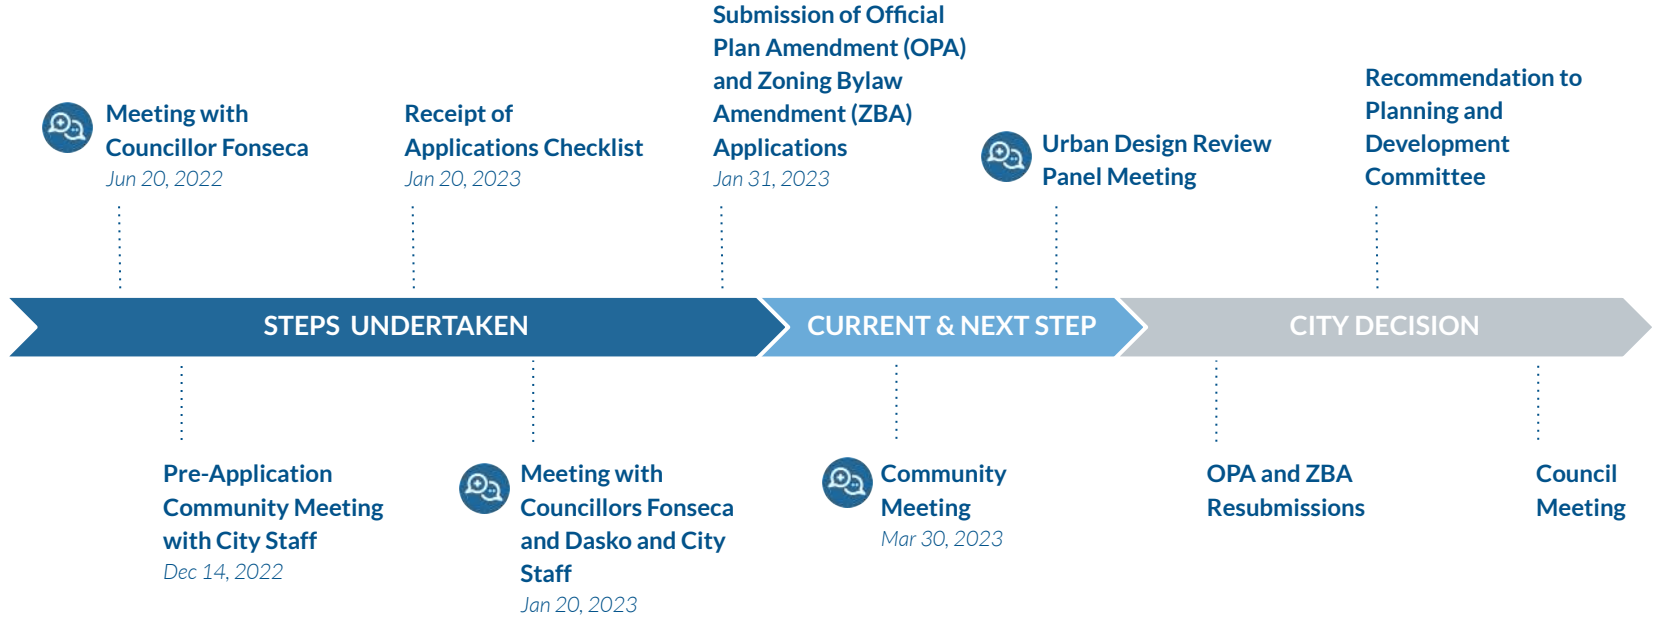 Meeting with
Councillor Fonseca
Jun 20, 2022
Receipt of
Applications Checklist
Jan 20, 2023
Submission of Official
Plan Amendment (OPA)
and Zoning Bylaw
Amendment (ZBA)
Applications
Jan 31, 2023
Urban Design Review
Panel Meeting
Recommendation to
Planning and
Development
Committee
STEPS UNDERTAKEN
CURRENT & NEXT STEP
CITY DECISION
Pre-Application
Community Meeting
with City Staff
Dec 14, 2022
Meeting with
Councillors Fonseca
and Dasko and City
Staff
Jan 20, 2023
Community
Meeting
Mar 30, 2023
OPA and ZBA
Resubmissions
Council
Meeting